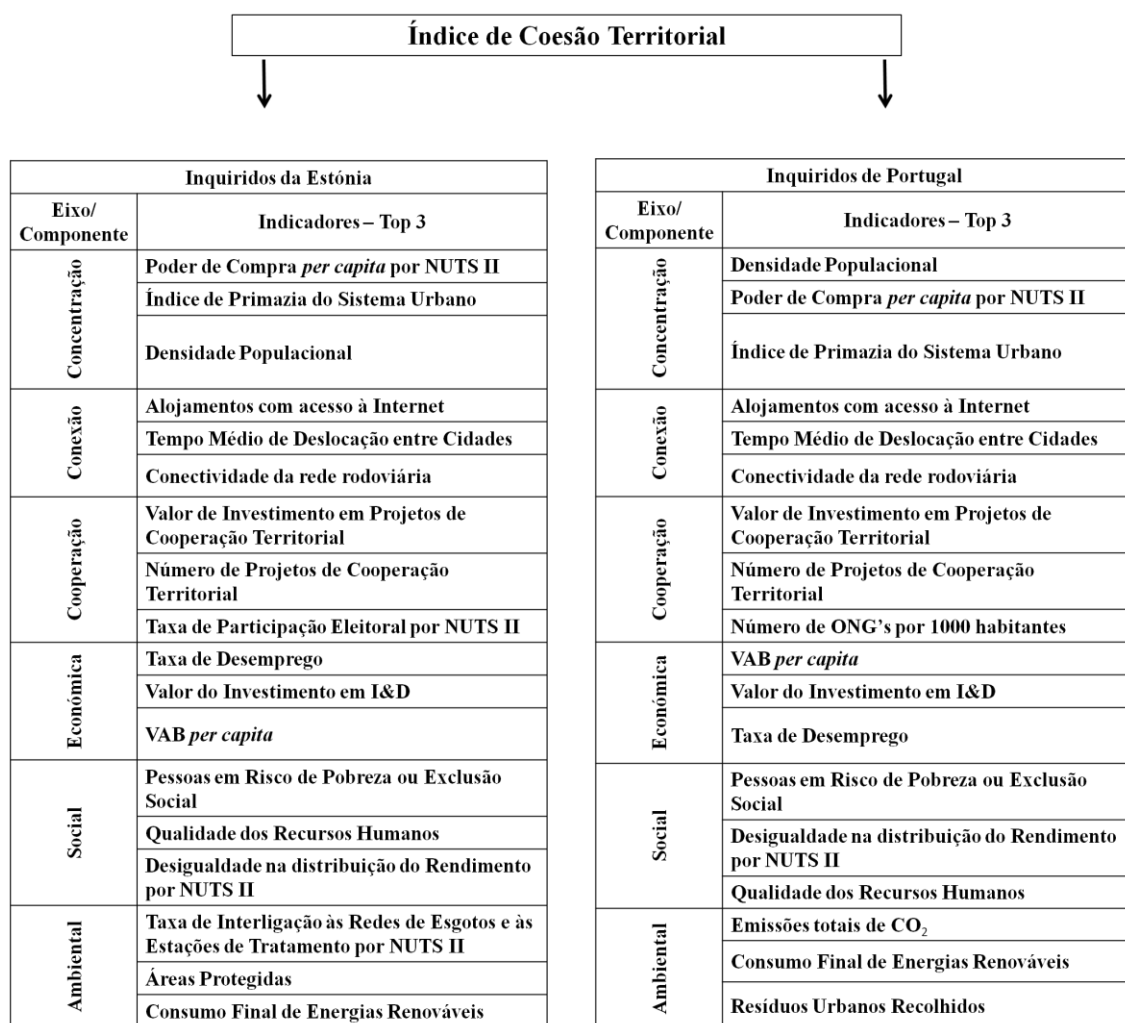 Índice de Coesão Territorial
Inquiridos da Estónia
Eixo/
Componente
Indicadores – Top 3
Concentração
Poder de Compra per capita por NUTS II
Índice de Primazia do Sistema Urbano
Densidade Populacional
Conexão
Alojamentos com acesso à Internet
Tempo Médio de Deslocação entre Cidades
Conectividade da rede rodoviária
Cooperação
Valor de Investimento em Projetos de
Cooperação Territorial
Número de Projetos de Cooperação
Territorial
Taxa de Participação Eleitoral por NUTS II
Económica
Taxa de Desemprego
Valor do Investimento em I&D
VAB per capita
Social
Pessoas em Risco de Pobreza ou Exclusão
Social
Qualidade dos Recursos Humanos
Desigualdade na distribuição do Rendimento
por NUTS II
Ambiental
Taxa de Interligação às Redes de Esgotos e às
Estações de Tratamento por NUTS II
Áreas Protegidas
Consumo Final de Energias Renováveis
Inquiridos de Portugal
Eixo/
Componente
Indicadores – Top 3
Concentração
Densidade Populacional
Poder de Compra per capita por NUTS II
Índice de Primazia do Sistema Urbano
Conexão
Alojamentos com acesso à Internet
Tempo Médio de Deslocação entre Cidades
Conectividade da rede rodoviária
Cooperação
Valor de Investimento em Projetos de
Cooperação Territorial
Número de Projetos de Cooperação
Territorial
Número de ONG's por 1000 habitantes
Económica
VAB per capita
Valor do Investimento em I&D
Taxa de Desemprego
Social
Pessoas em Risco de Pobreza ou Exclusão
Social
Desigualdade na distribuição do Rendimento
por NUTS II
Qualidade dos Recursos Humanos
Ambiental
Emissões totais de CO₂
Consumo Final de Energias Renováveis
Resíduos Urbanos Recolhidos